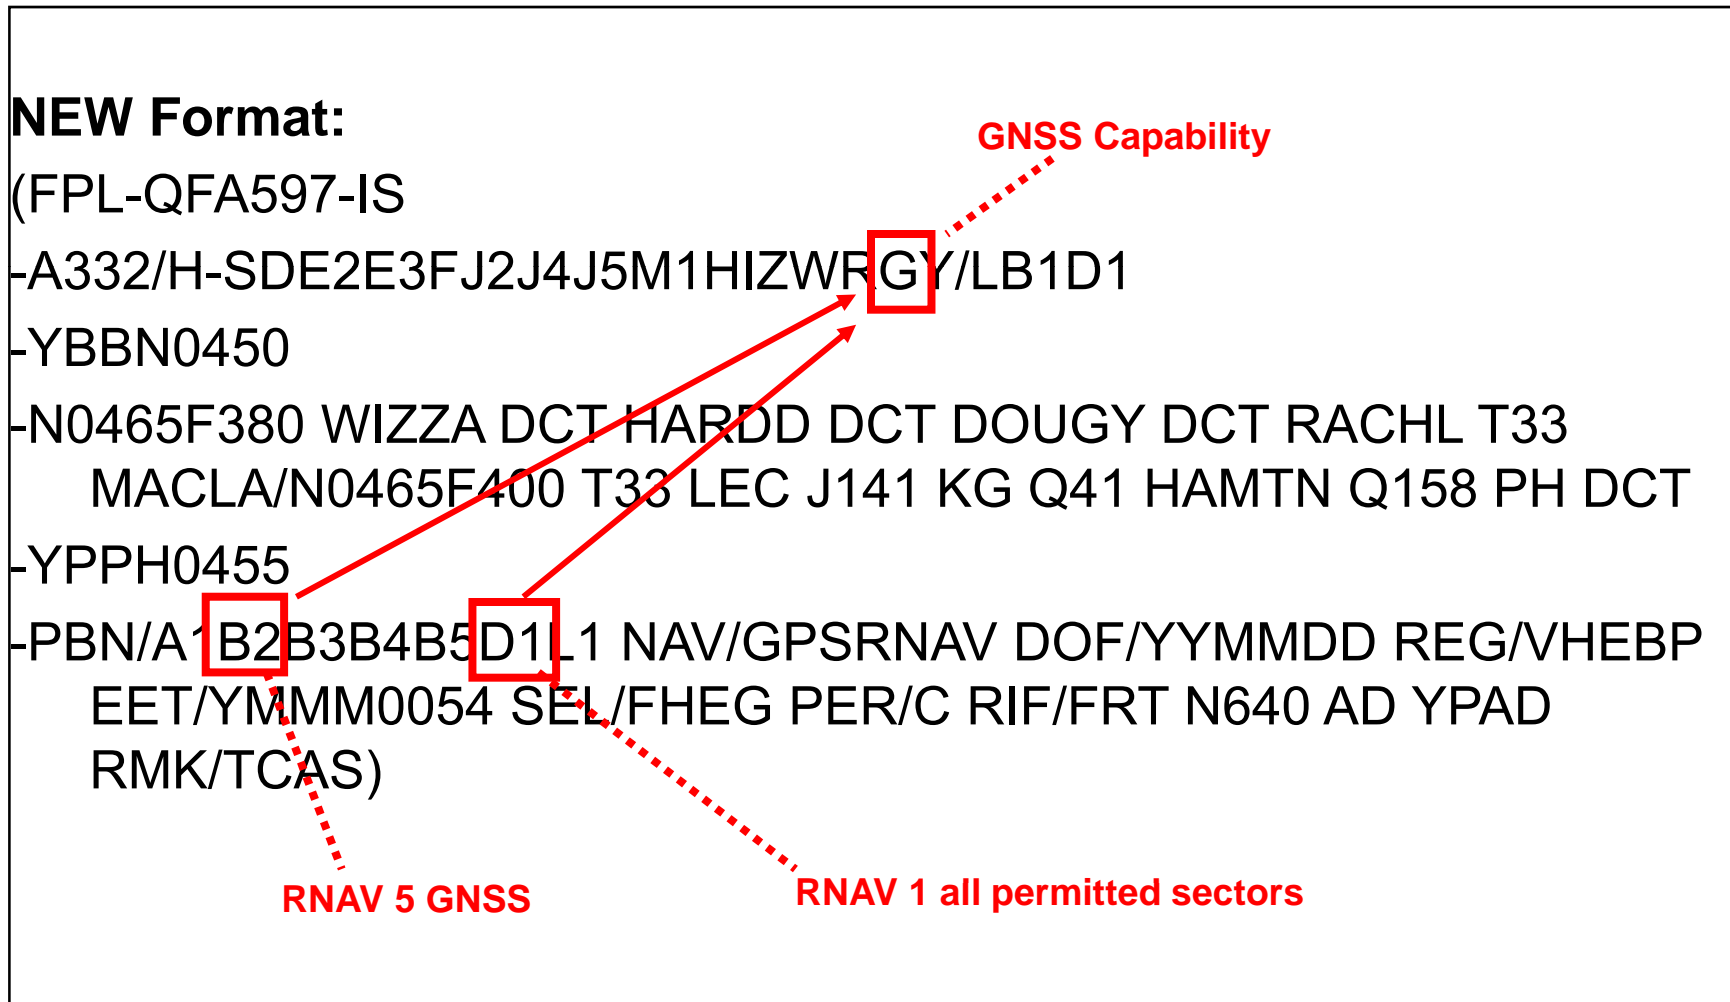 NEW Format:
GNSS Capability
(FPL-QFA597-IS
-A332/H-SDE2E3FJ2J4J5M1HIZWRGY/LB1D1
-YBBN0450
-N0465F380 WIZZA DCT HARDD DCT DOUGY DCT RACHL T33
MACLA/N0465F400 T33 LEC J141 KG Q41 HAMTN Q158 PH DCT
-YPPH0455
-PBN/A1B2B3B4B5D1L1 NAV/GPSRNAV DOF/YYMMDD REG/VHEBP
EET/YMMM0054 SEL/FHEG PER/C RIF/FRT N640 AD YPAD
RMK/TCAS)
RNAV 5 GNSS
RNAV 1 all permitted sectors